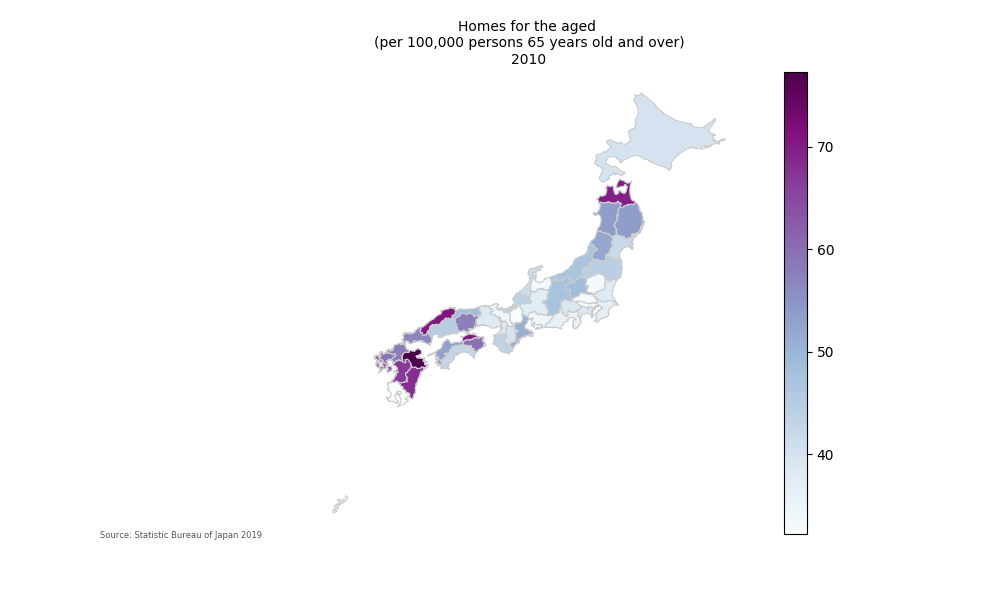 Homes for the aged
(per 100,000 persons 65 years old and over)
2010
70
60
50
40
Source: Statistic Bureau of Japan 2019